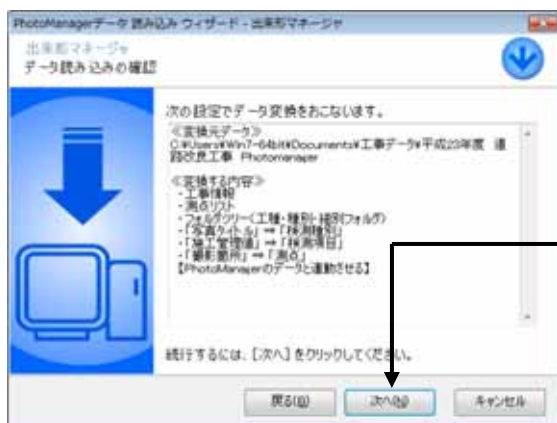 PhotoManagerデータ 読み込み ウィザード - 出来形マネージャ
出来形マネージャ
データ読み込みの確認
次の設定でデータ変換をおこないます。
≪変換元データ≫
C:¥Users¥Win7-64bit¥Documents¥工事データ¥平成23年度 道
路改良工事 Photomanager
≪変換する内容≫
・工事情報
・測点リスト
・フォルダツリー(工種・種別・細別フォルダ)
・「写真タイトル」⇒「検測種別」
・「施工管理値」⇒「検測項目」
・「撮影箇所」⇒「測点」
【PhotoManagerのデータと連動させる】
続行するには、[次へ]をクリックしてください。
戻る(B)
次へ(N)
キャンセル